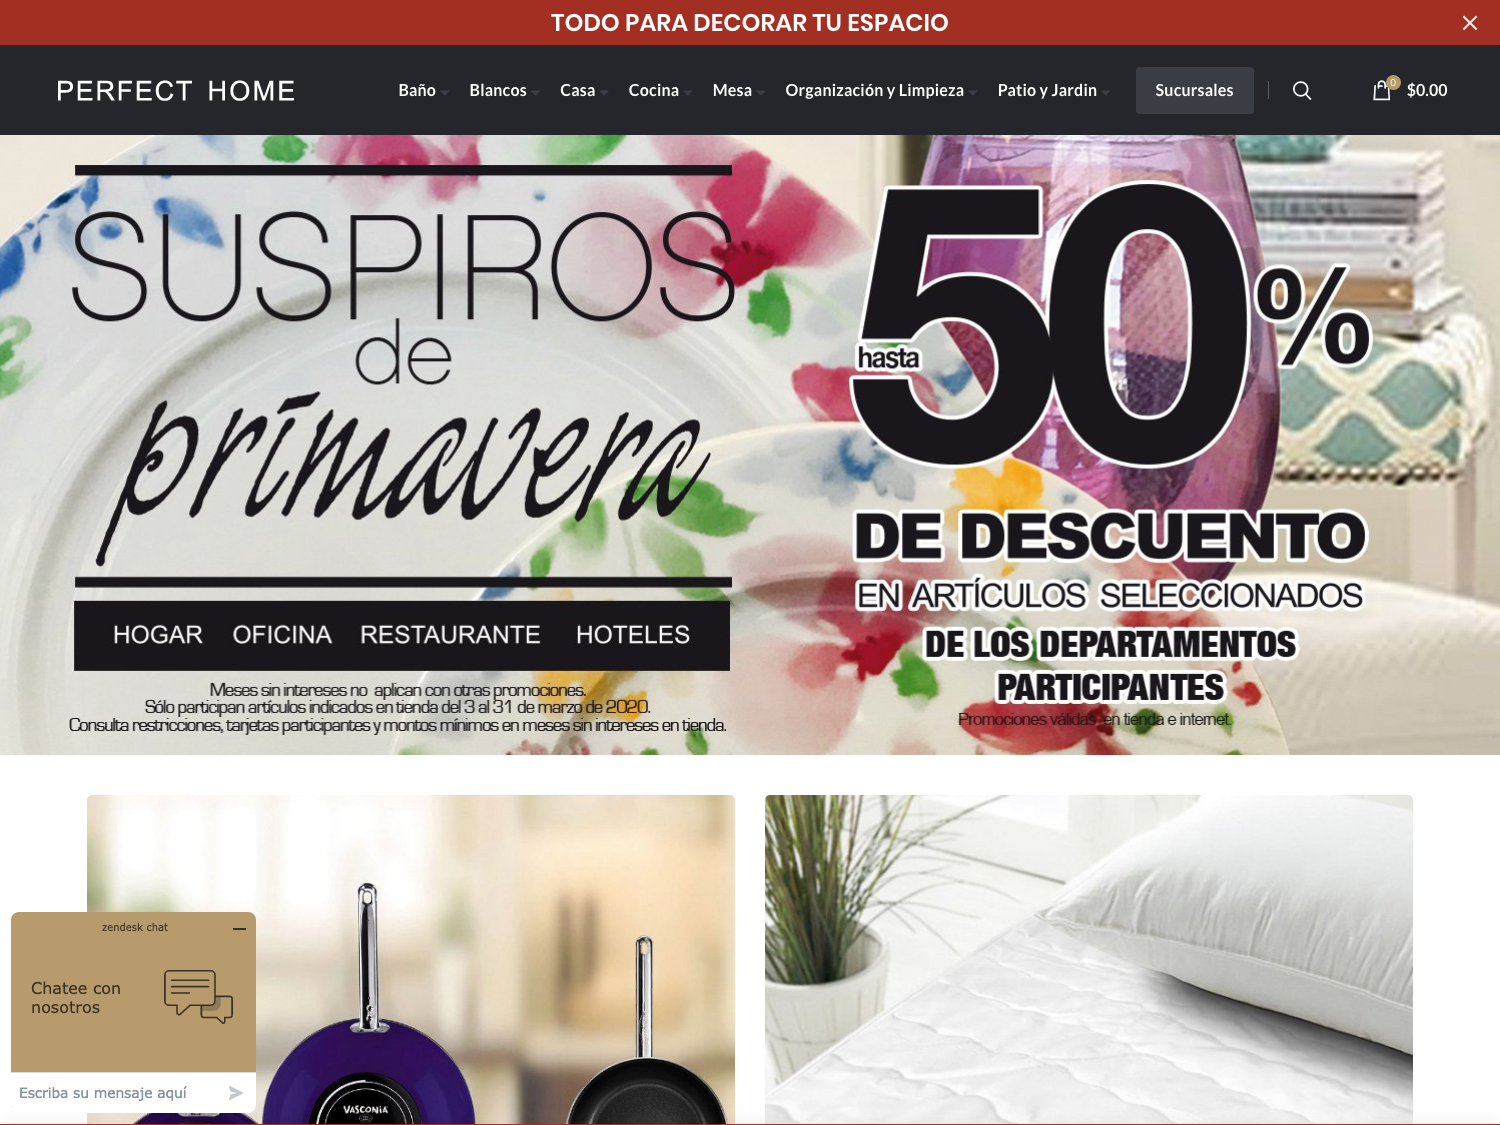 TODO PARA DECORAR TU ESPACIO
PERFECT HOME
Baño
Blancos
Casa
Cocina
Mesa
Organización y Limpieza
Patio y Jardin
Sucursales
0
$0.00
SUSPIROS
de
primavera
HOGAR OFICINA RESTAURANTE HOTELES
Meses sin intereses no aplican con otras promociones.
Sólo participan artículos indicados en tienda del 3 al 31 de marzo de 2020.
Consulta restricciones, tarjetas participantes y montos mínimos en meses sin intereses en tienda.
hasta
50%
DE DESCUENTO
EN ARTÍCULOS SELECCIONADOS
DE LOS DEPARTAMENTOS
PARTICIPANTES
Promociones válidas en tienda e internet.
zendesk chat
Chatee con
nosotros
Escriba su mensaje aquí
VASCONIA